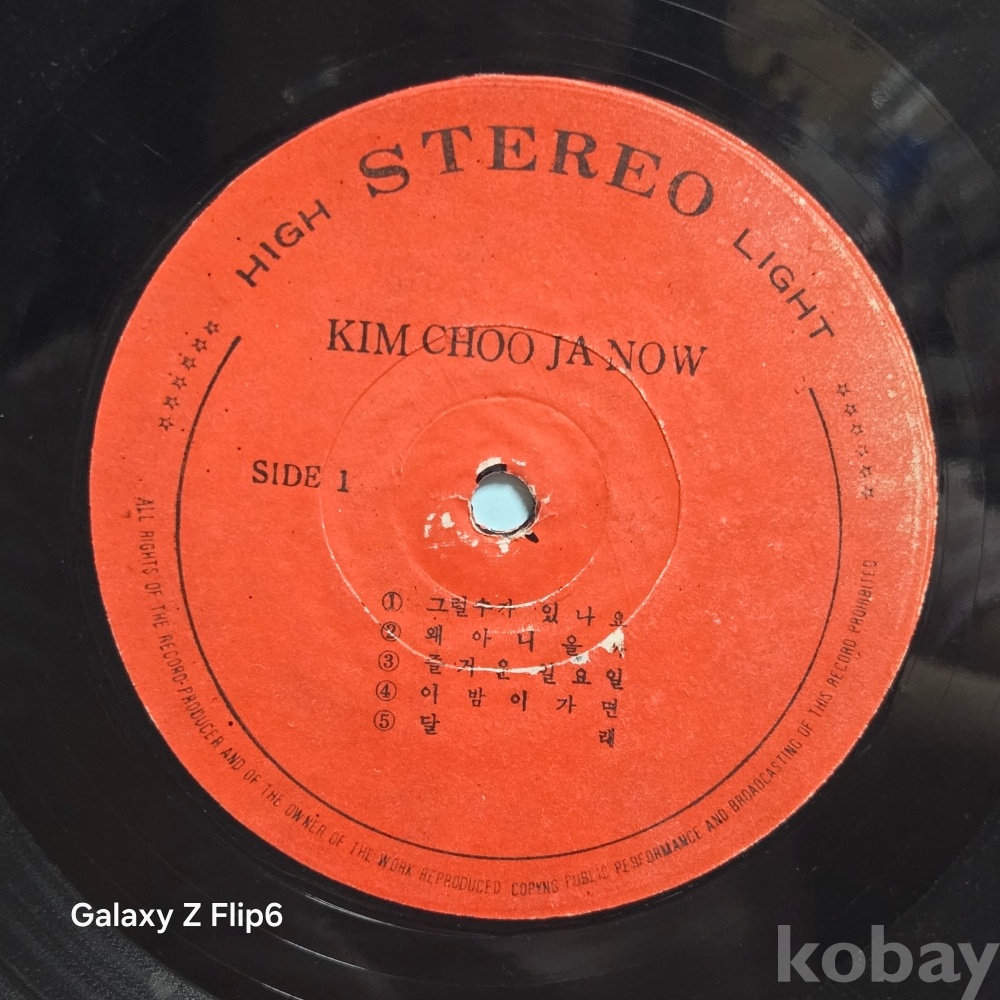 STEREO
HIGH LIGHT
☆☆☆☆☆☆ ☆☆☆☆☆☆
KIM CHOO JA NOW
SIDE 1
① 그럴수가 있나요
② 왜 아 니 올
③ 즐 거 운 일요일
④ 이 밤 이 가 면
⑤ 달 래
ALL RIGHTS OF THE RECORD-PRODUCER AND OF THE OWNER OF THE WORK REPRODUCED COPYNG PUBLIC PERFORMANCE AND BROADCASTING OF THIS RECORD PROHIBITED
Galaxy Z Flip6
kobay